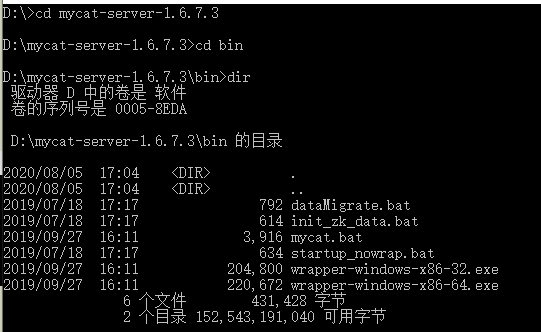 D:\>cd mycat-server-1.6.7.3
D:\mycat-server-1.6.7.3>cd bin
D:\mycat-server-1.6.7.3\bin>dir
驱动器 D 中的卷是 软件
卷的序列号是 0005-8EDA
D:\mycat-server-1.6.7.3\bin 的目录
2020/08/05  17:04    <DIR>          .
2020/08/05  17:04    <DIR>          ..
2019/07/18  17:17               792 dataMigrate.bat
2019/07/18  17:17               614 init_zk_data.bat
2019/09/27  16:11             3,916 mycat.bat
2019/07/18  17:17               634 startup_nowrap.bat
2019/09/27  16:11           204,800 wrapper-windows-x86-32.exe
2019/09/27  16:11           220,672 wrapper-windows-x86-64.exe
6 个文件        431,428 字节
2 个目录 152,543,191,040 可用字节